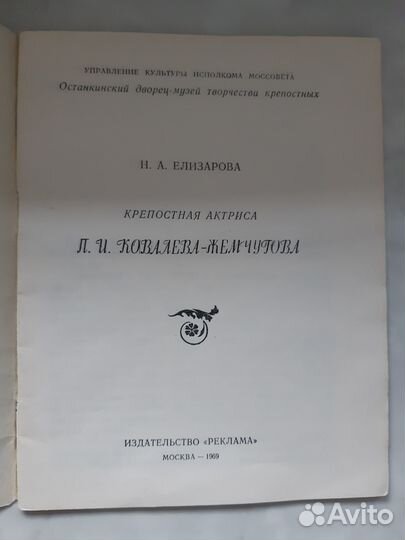 УПРАВЛЕНИЕ КУЛЬТУРЫ ИСПОЛКОМА МОССОВЕТА
Останкинский дворец-музей творчества крепостных
Н. А. ЕЛИЗАРОВА
КРЕПОСТНАЯ АКТРИСА
П. И. КОВАЛЕВА-ЖЕМЧУГОВА
ИЗДАТЕЛЬСТВО «РЕКЛАМА»
МОСКВА — 1969
Avito